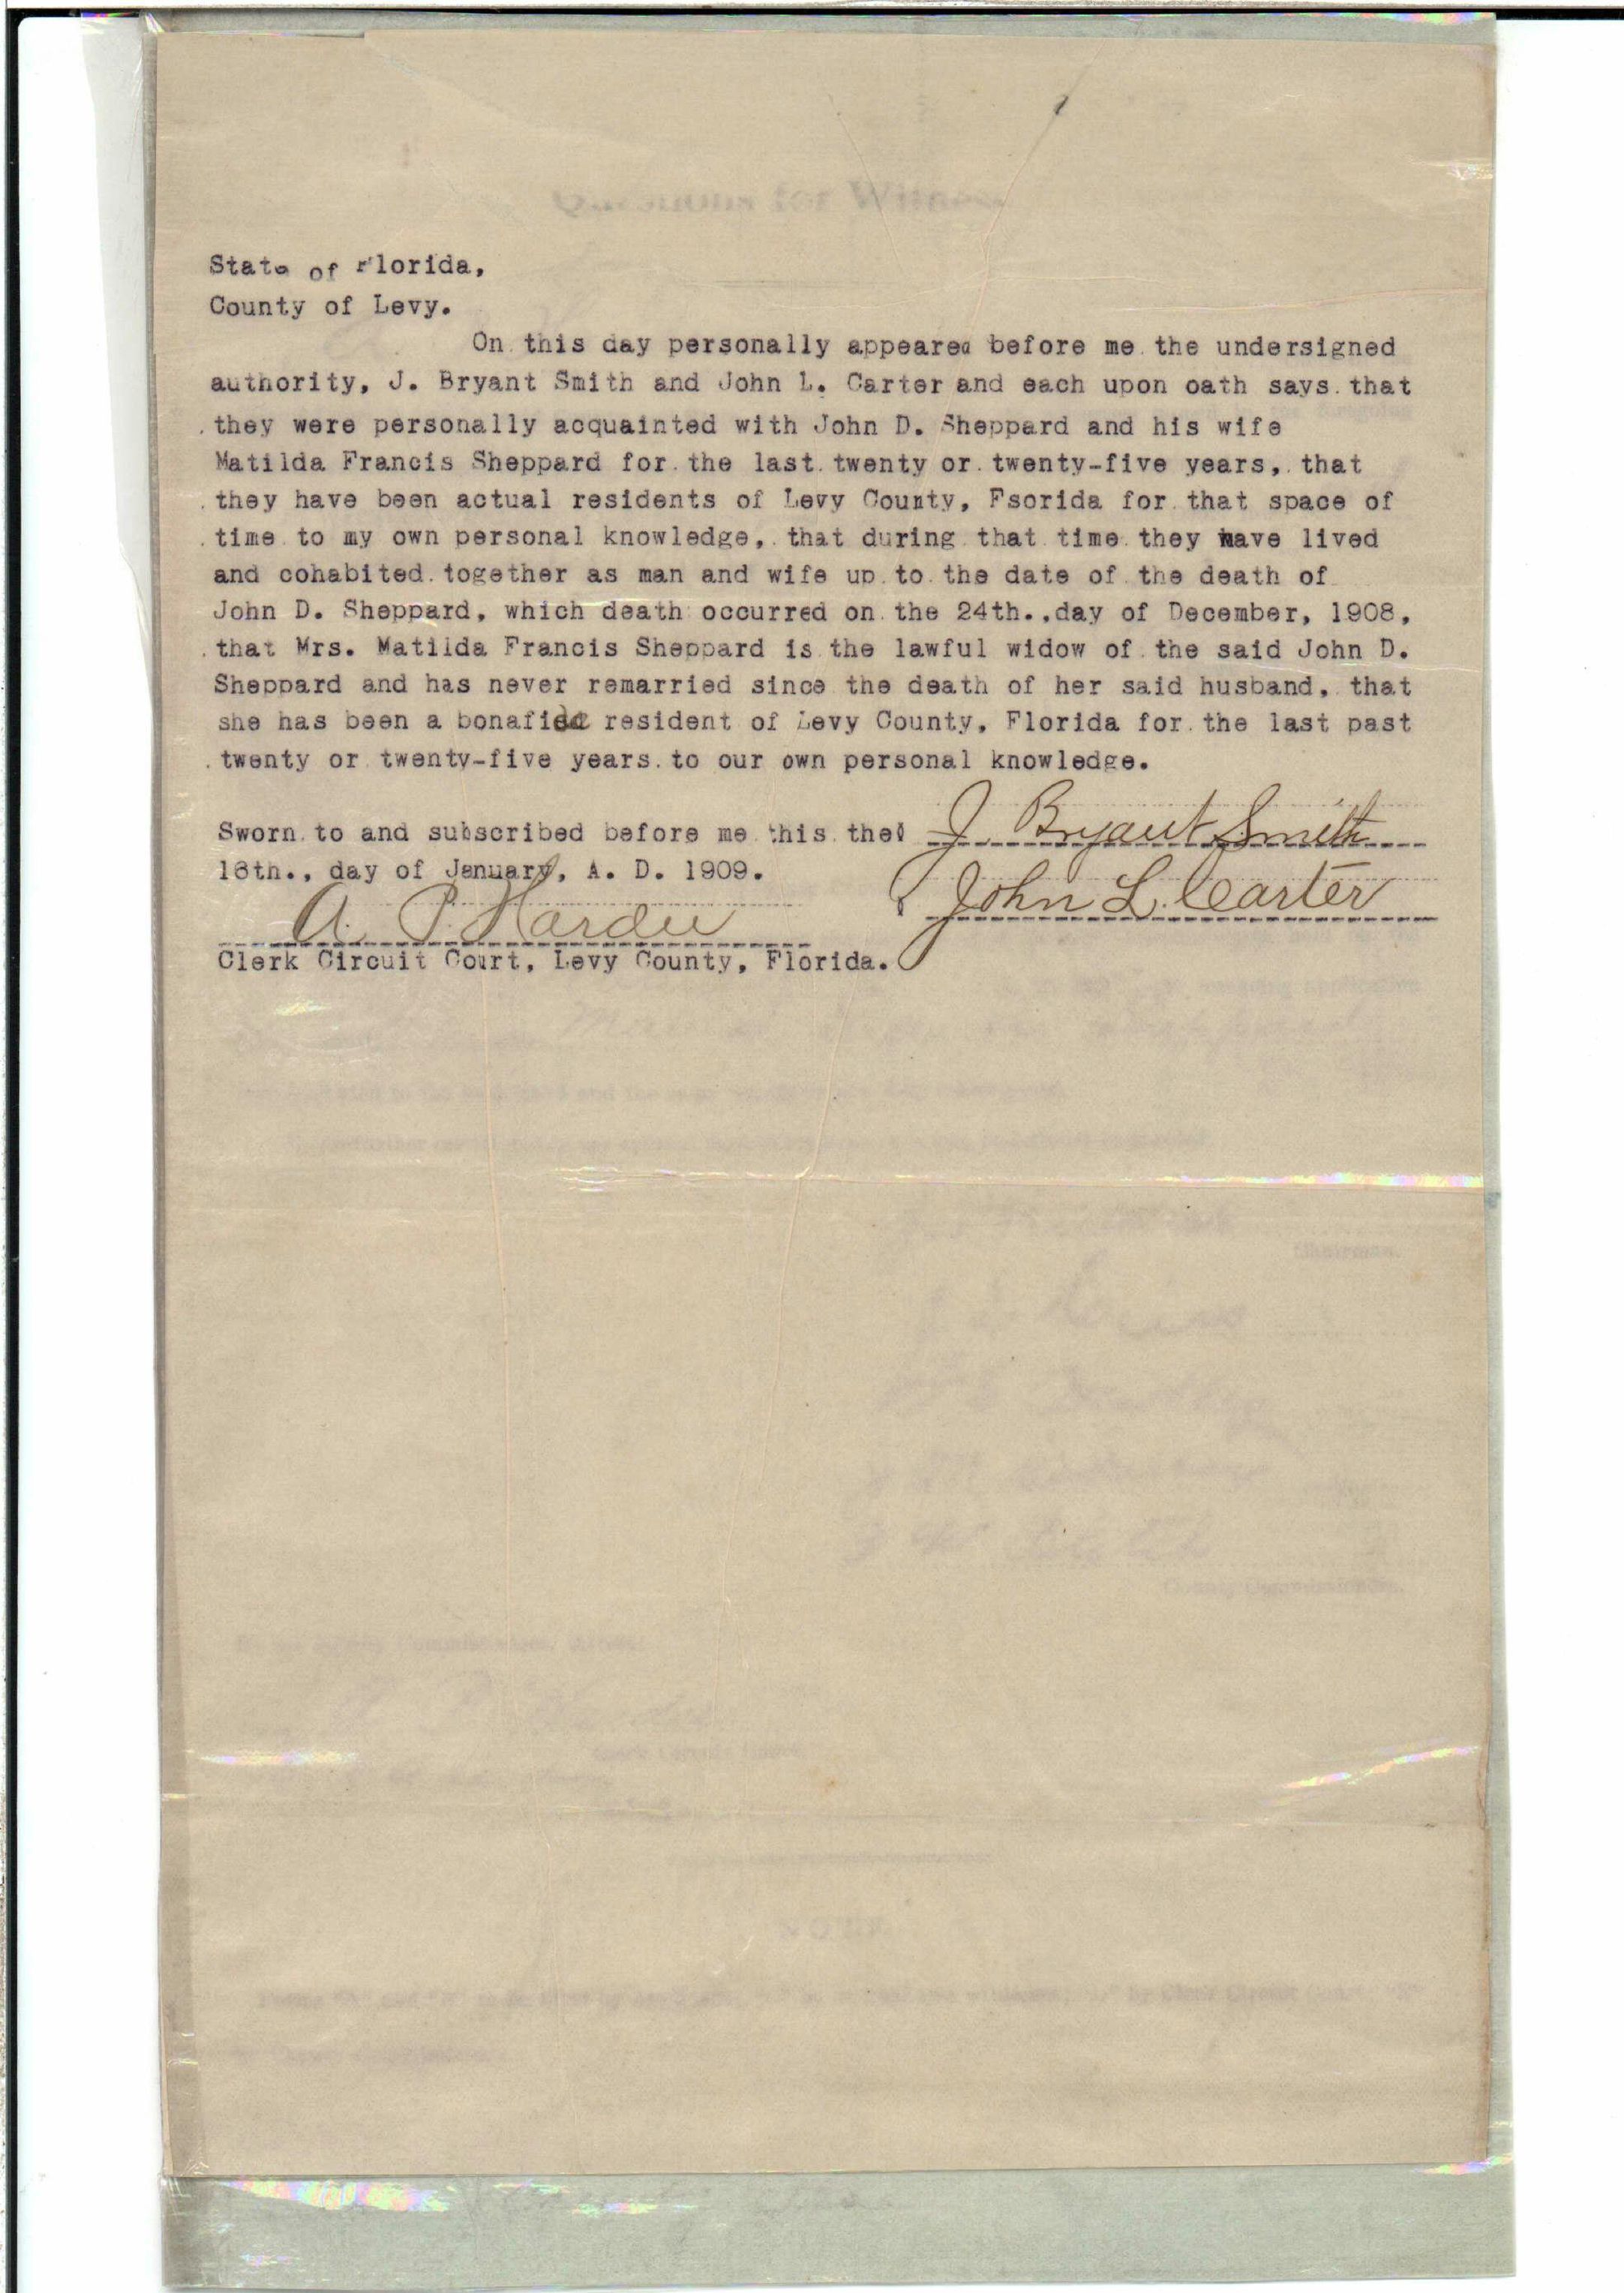 State of Florida,
County of Levy.
On this day personally appeared before me the undersigned
authority, J. Bryant Smith and John L. Carter and each upon oath says that
they were personally acquainted with John D. Sheppard and his wife
Matilda Francis Sheppard for the last twenty or twenty-five years, that
they have been actual residents of Levy County, Fsorida for that space of
time to my own personal knowledge, that during that time they have lived
and cohabited together as man and wife up to the date of the death of
John D. Sheppard, which death occurred on the 24th.,day of December, 1908,
that Mrs. Matilda Francis Sheppard is the lawful widow of the said John D.
Sheppard and has never remarried since the death of her said husband, that
she has been a resident of Levy County, Florida for the last past
twenty or twenty-five years to our own personal knowledge.
Sworn to and subscribed before me this the J. Bryant Smith
day of January, A. D. 1909.
John L. Carter
A. P. Hardee
Clerk Circuit Court, Levy County, Florida.